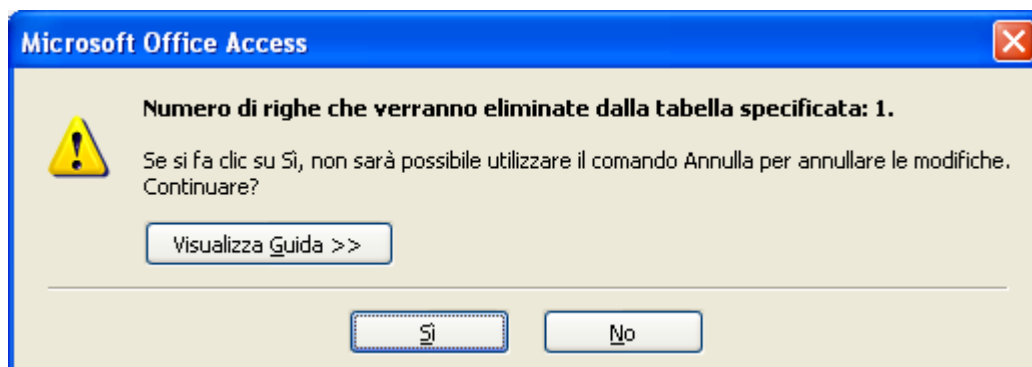 Microsoft Office Access
Numero di righe che verranno eliminate dalla tabella specificata: 1.
Se si fa clic su Sì, non sarà possibile utilizzare il comando Annulla per annullare le modifiche.
Continuare?
Visualizza Guida >>
Sì
No